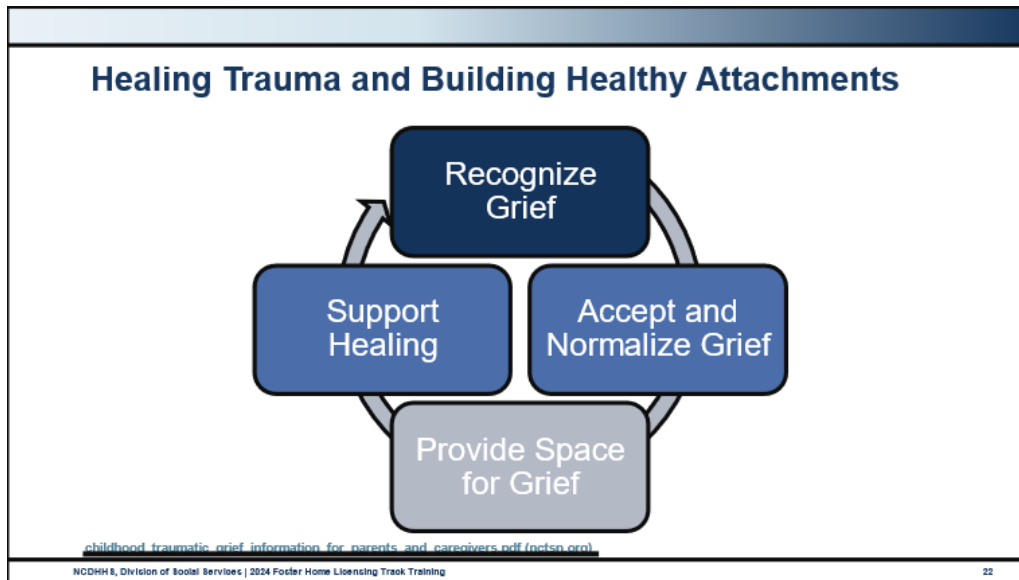 Healing Trauma and Building Healthy Attachments
Recognize
Grief
Support
Healing
Accept and
Normalize Grief
Provide Space
for Grief
childhood_traumatic_grief_information_for_parents_and_caregivers.pdf (nctsn.org)
NCDHHS, Division of Social Services | 2024 Foster Home Licensing Track Training
22